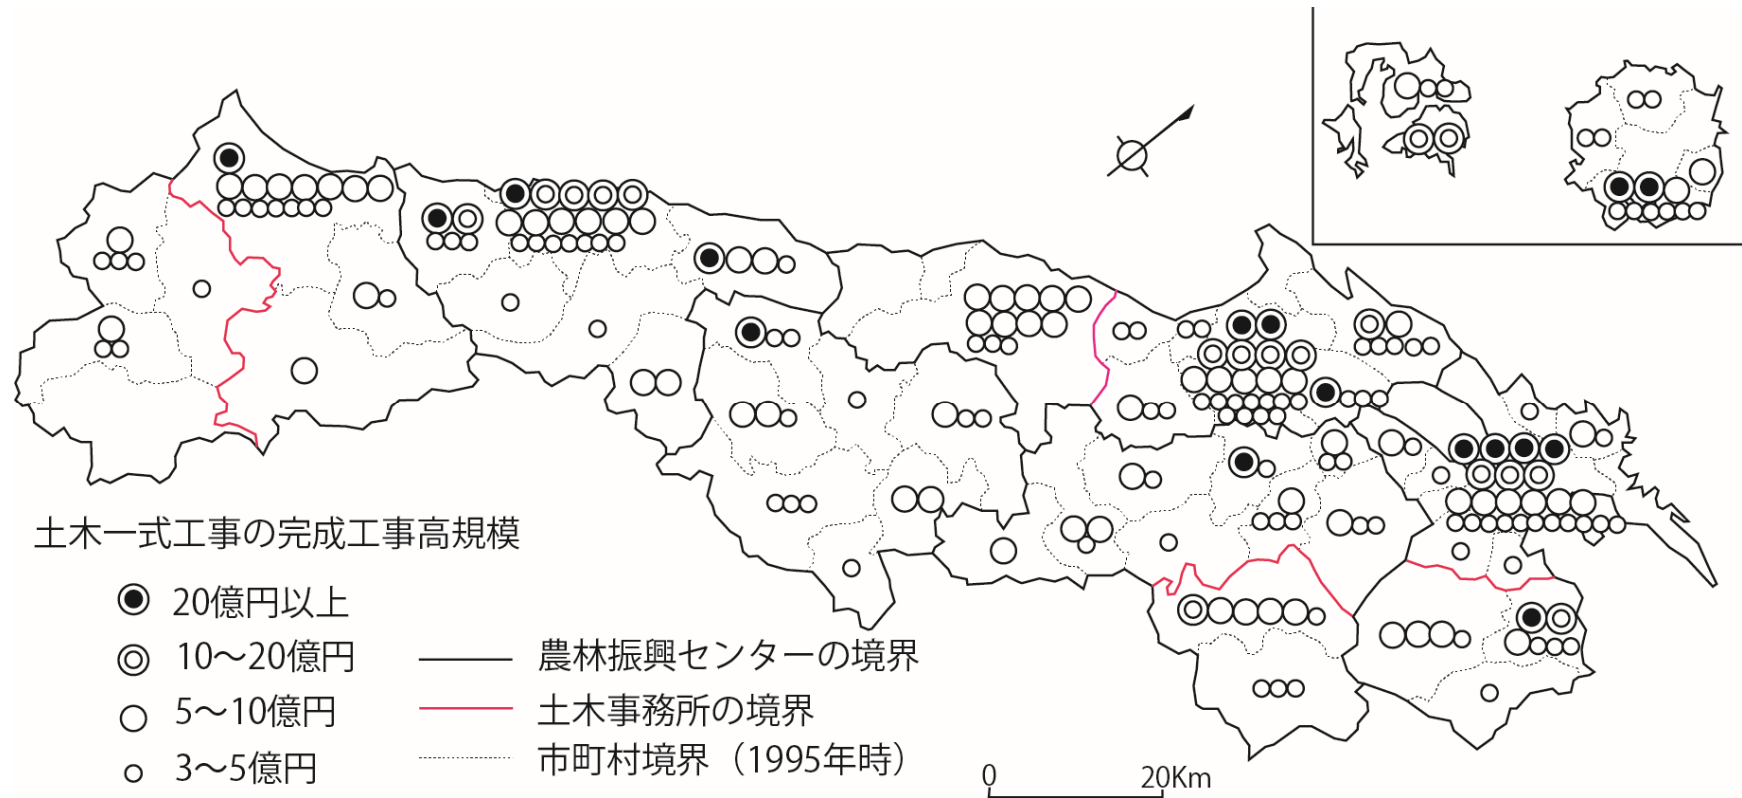 土木一式工事の完成工事高規模
20億円以上
10～20億円
5～10億円
3～5億円
農林振興センターの境界
土木事務所の境界
市町村境界（1995年時）
0 20Km